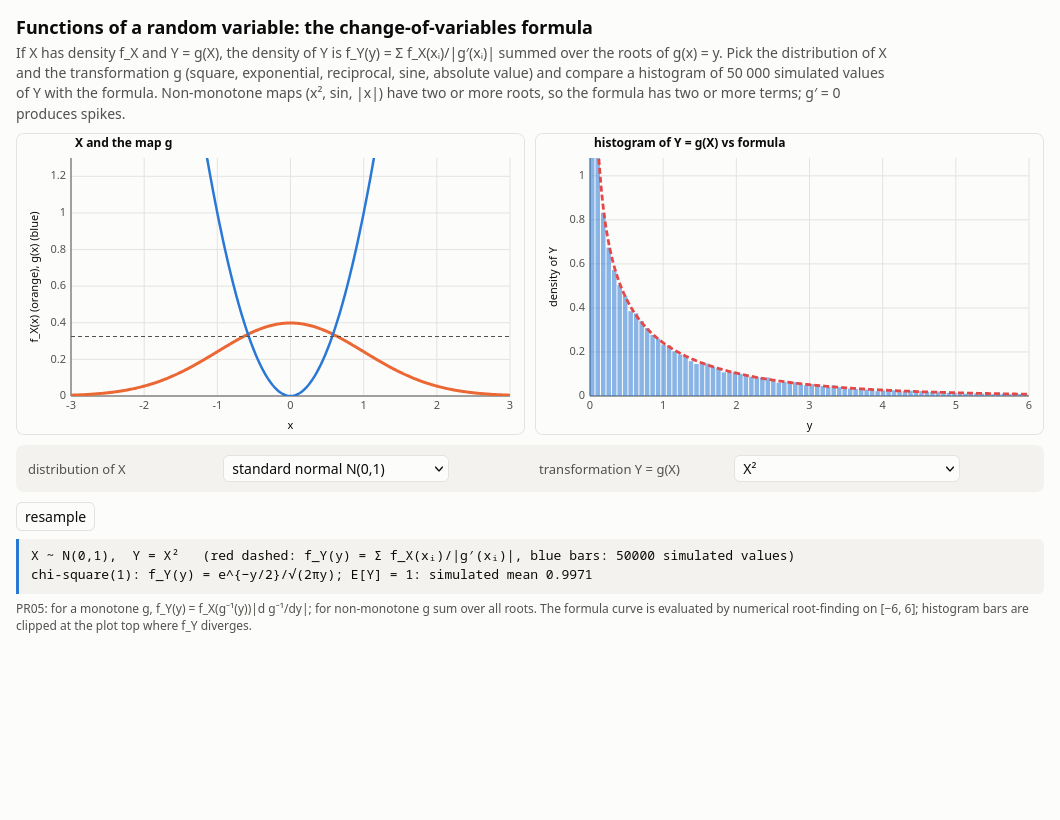 Functions of a random variable: the change-of-variables formula
If X has density f_X and Y = g(X), the density of Y is f_Y(y) = Σ f_X(xᵢ)/|g′(xᵢ)| summed over the roots of g(x) = y. Pick the distribution of X
and the transformation g (square, exponential, reciprocal, sine, absolute value) and compare a histogram of 50 000 simulated values
of Y with the formula. Non-monotone maps (x², sin, |x|) have two or more roots, so the formula has two or more terms; g′ = 0
produces spikes.
X and the map g
f_X(x) (orange), g(x) (blue)
1.2
1
0.8
0.6
0.4
0.2
0
-3 -2 -1 0 1 2 3
x
histogram of Y = g(X) vs formula
density of Y
1
0.8
0.6
0.4
0.2
0
0 1 2 3 4 5 6
y
distribution of X
standard normal N(0,1)
transformation Y = g(X)
X²
resample
X ~ N(0,1),  Y = X²   (red dashed: f_Y(y) = Σ f_X(xᵢ)/|g′(xᵢ)|, blue bars: 50000 simulated values)
chi-square(1): f_Y(y) = e^{−y/2}/√(2πy); E[Y] = 1: simulated mean 0.9971
PR05: for a monotone g, f_Y(y) = f_X(g⁻¹(y))|d g⁻¹/dy|; for non-monotone g sum over all roots. The formula curve is evaluated by numerical root-finding on [−6, 6]; histogram bars are
clipped at the plot top where f_Y diverges.